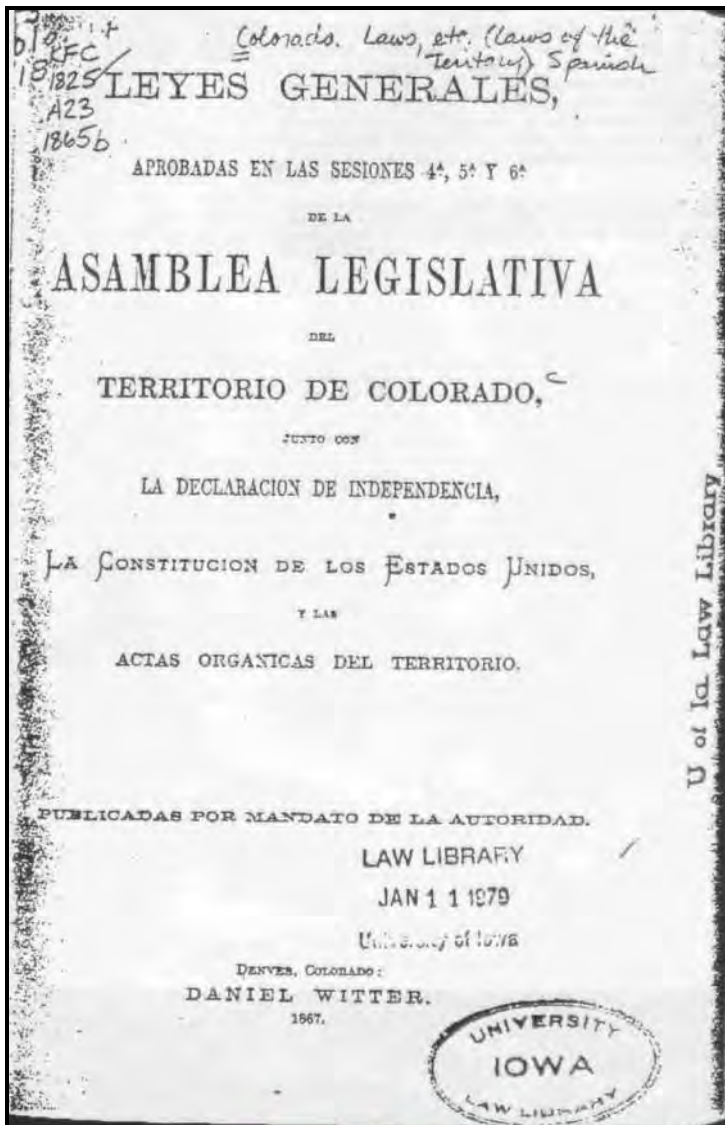 Colorado. Laws, etc. (Laws of the
Territory) Spanish
KFC
1825
A23
1865b
LEYES GENERALES,
APROBADAS EN LAS SESIONES 4ª, 5ª Y 6ª
DE LA
ASAMBLEA LEGISLATIVA
DEL
TERRITORIO DE COLORADO,
JUNTO CON
LA DECLARACION DE INDEPENDENCIA,
LA CONSTITUCION DE LOS ESTADOS UNIDOS,
Y LAS
ACTAS ORGANICAS DEL TERRITORIO.
PUBLICADAS POR MANDATO DE LA AUTORIDAD.
LAW LIBRARY
JAN 11 1979
University of Iowa
DENVER, COLORADO:
DANIEL WITTER.
1867.
UNIVERSITY
IOWA
LAW LIBRARY
U of Ia Law Library